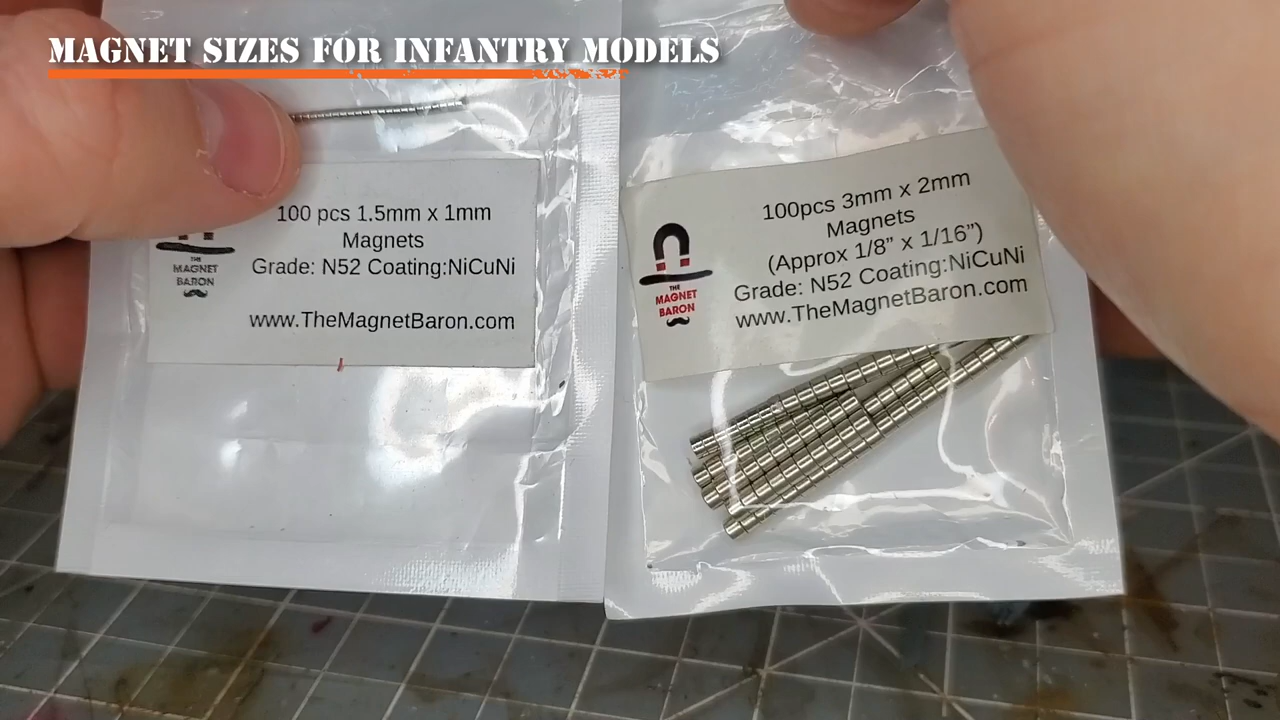 MAGNET SIZES FOR INFANTRY MODELS
100 pcs 1.5mm x 1mm
Magnets
Grade: N52 Coating:NiCuNi
www.TheMagnetBaron.com
THE
MAGNET
BARON
100pcs 3mm x 2mm
Magnets
(Approx 1/8” x 1/16”)
Grade: N52 Coating:NiCuNi
www.TheMagnetBaron.com
THE
MAGNET
BARON